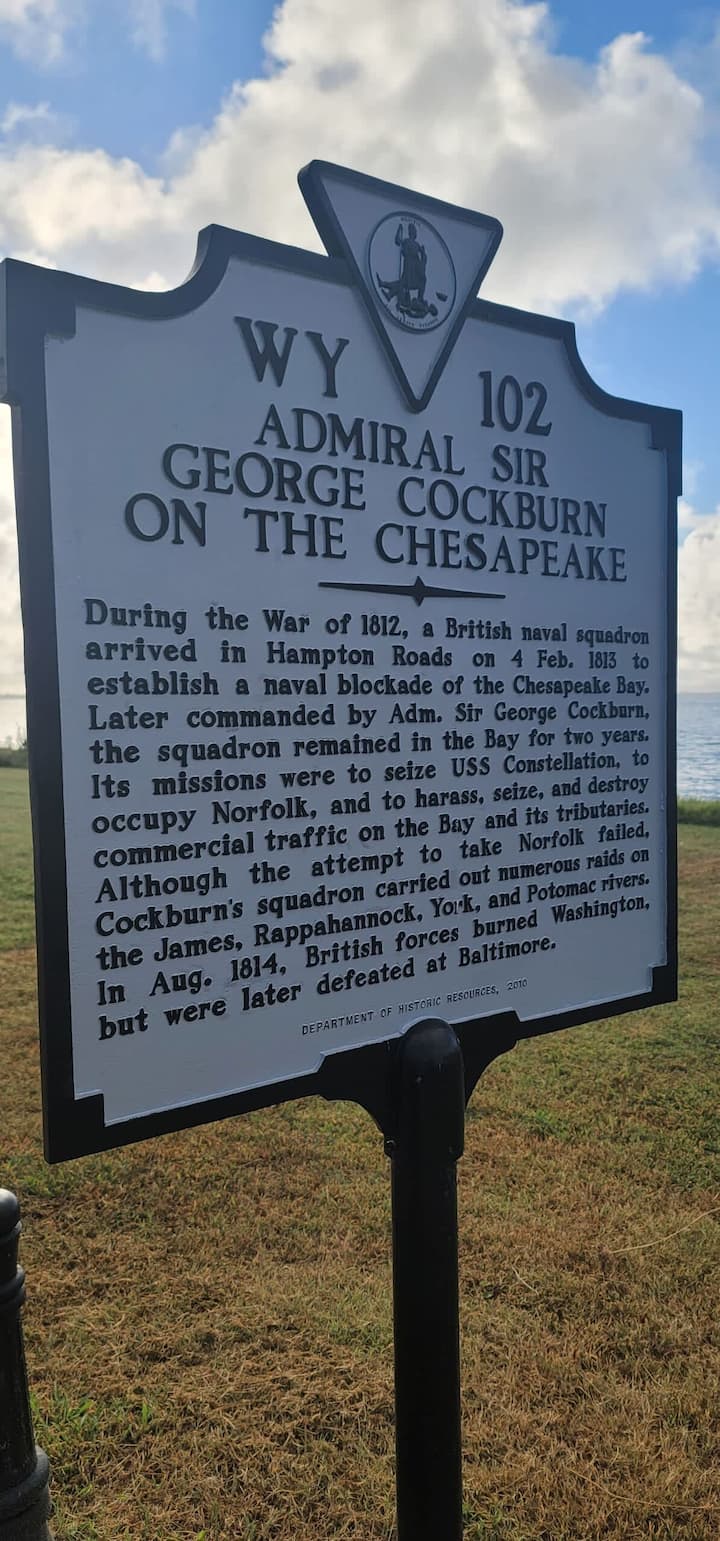 WY 102
ADMIRAL SIR
GEORGE COCKBURN
ON THE CHESAPEAKE
During the War of 1812, a British naval squadron
arrived in Hampton Roads on 4 Feb. 1813 to
establish a naval blockade of the Chesapeake Bay.
Later commanded by Adm. Sir George Cockburn,
the squadron remained in the Bay for two years.
Its missions were to seize USS Constellation, to
occupy Norfolk, and to harass, seize, and destroy
commercial traffic on the Bay and its tributaries.
Although the attempt to take Norfolk failed,
Cockburn's squadron carried out numerous raids on
the James, Rappahannock, York, and Potomac rivers.
In Aug. 1814, British forces burned Washington,
but were later defeated at Baltimore.
DEPARTMENT OF HISTORIC RESOURCES, 2010